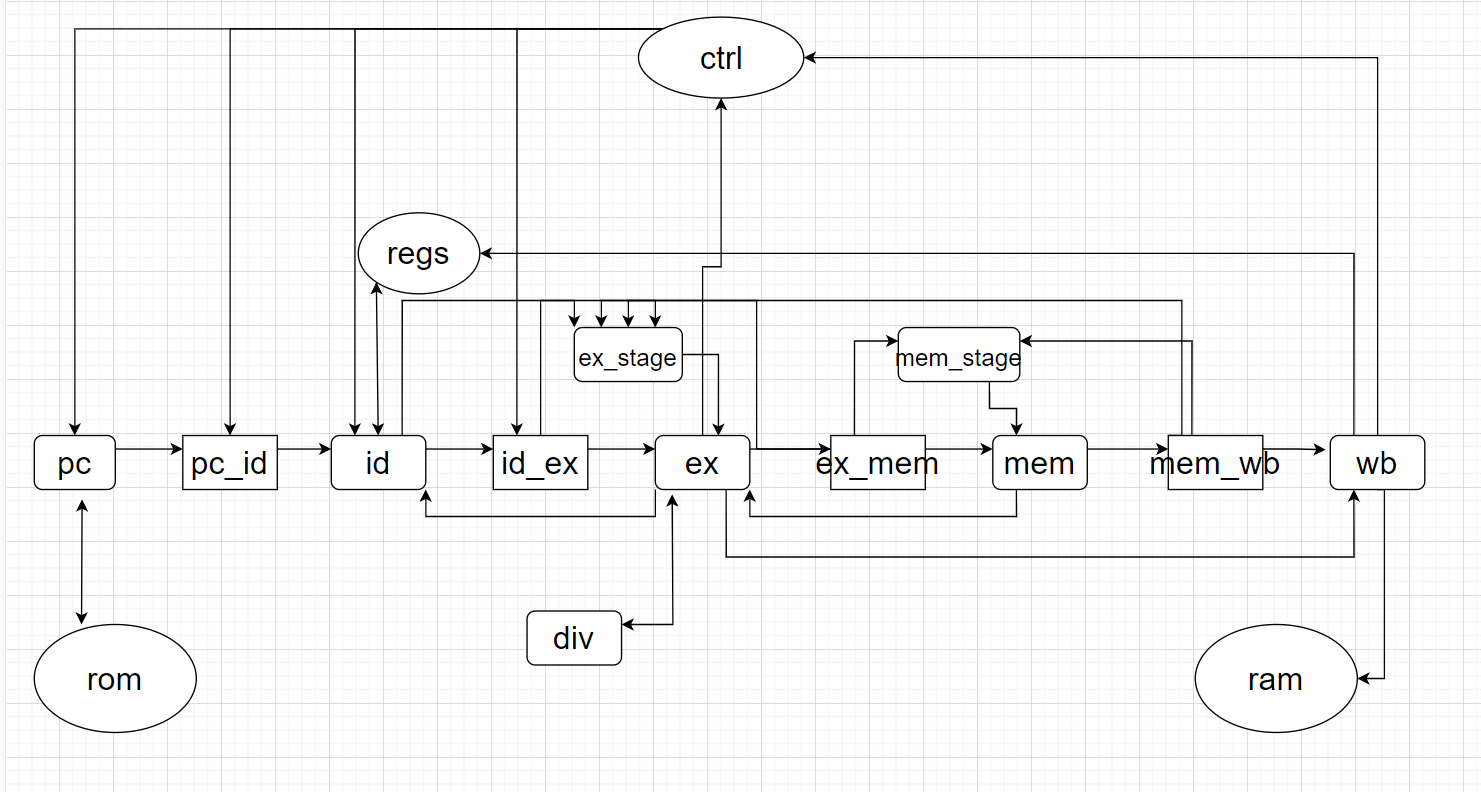 ctrl
regs
ex_stage
mem_stage
pc
pc_id
id
id_ex
ex
ex_mem
mem
mem_wb
wb
div
rom
ram